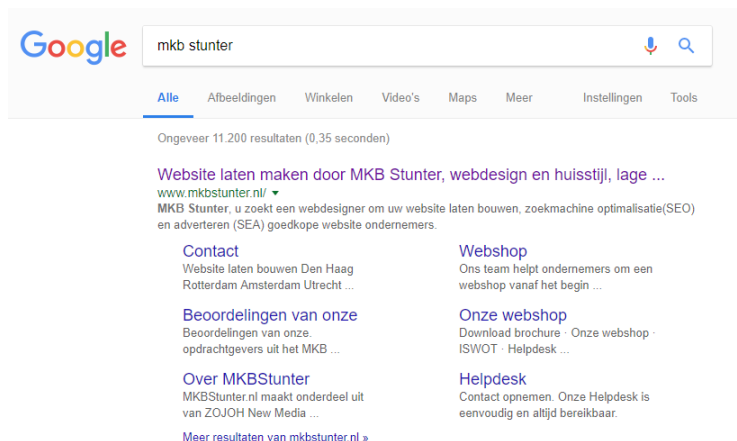 Google
mkb stunter
Alle Afbeeldingen Winkelen Video's Maps Meer Instellingen Tools
Ongeveer 11.200 resultaten (0,35 seconden)
Website laten maken door MKB Stunter, webdesign en huisstijl, lage ...
www.mkbstunter.nl/
MKB Stunter, u zoekt een webdesigner om uw website laten bouwen, zoekmachine optimalisatie(SEO)
en adverteren (SEA) goedkope website ondernemers.
Contact
Website laten bouwen Den Haag
Rotterdam Amsterdam Utrecht ...
Webshop
Ons team helpt ondernemers om een
webshop vanaf het begin ...
Beoordelingen van onze
Beoordelingen van onze.
opdrachtgevers uit het MKB ...
Onze webshop
Download brochure · Onze webshop ·
ISWOT · Helpdesk ...
Over MKBStunter
MKBStunter.nl maakt onderdeel uit
van ZOJOH New Media ...
Helpdesk
Contact opnemen. Onze Helpdesk is
eenvoudig en altijd bereikbaar.
Meer resultaten van mkbstunter.nl »